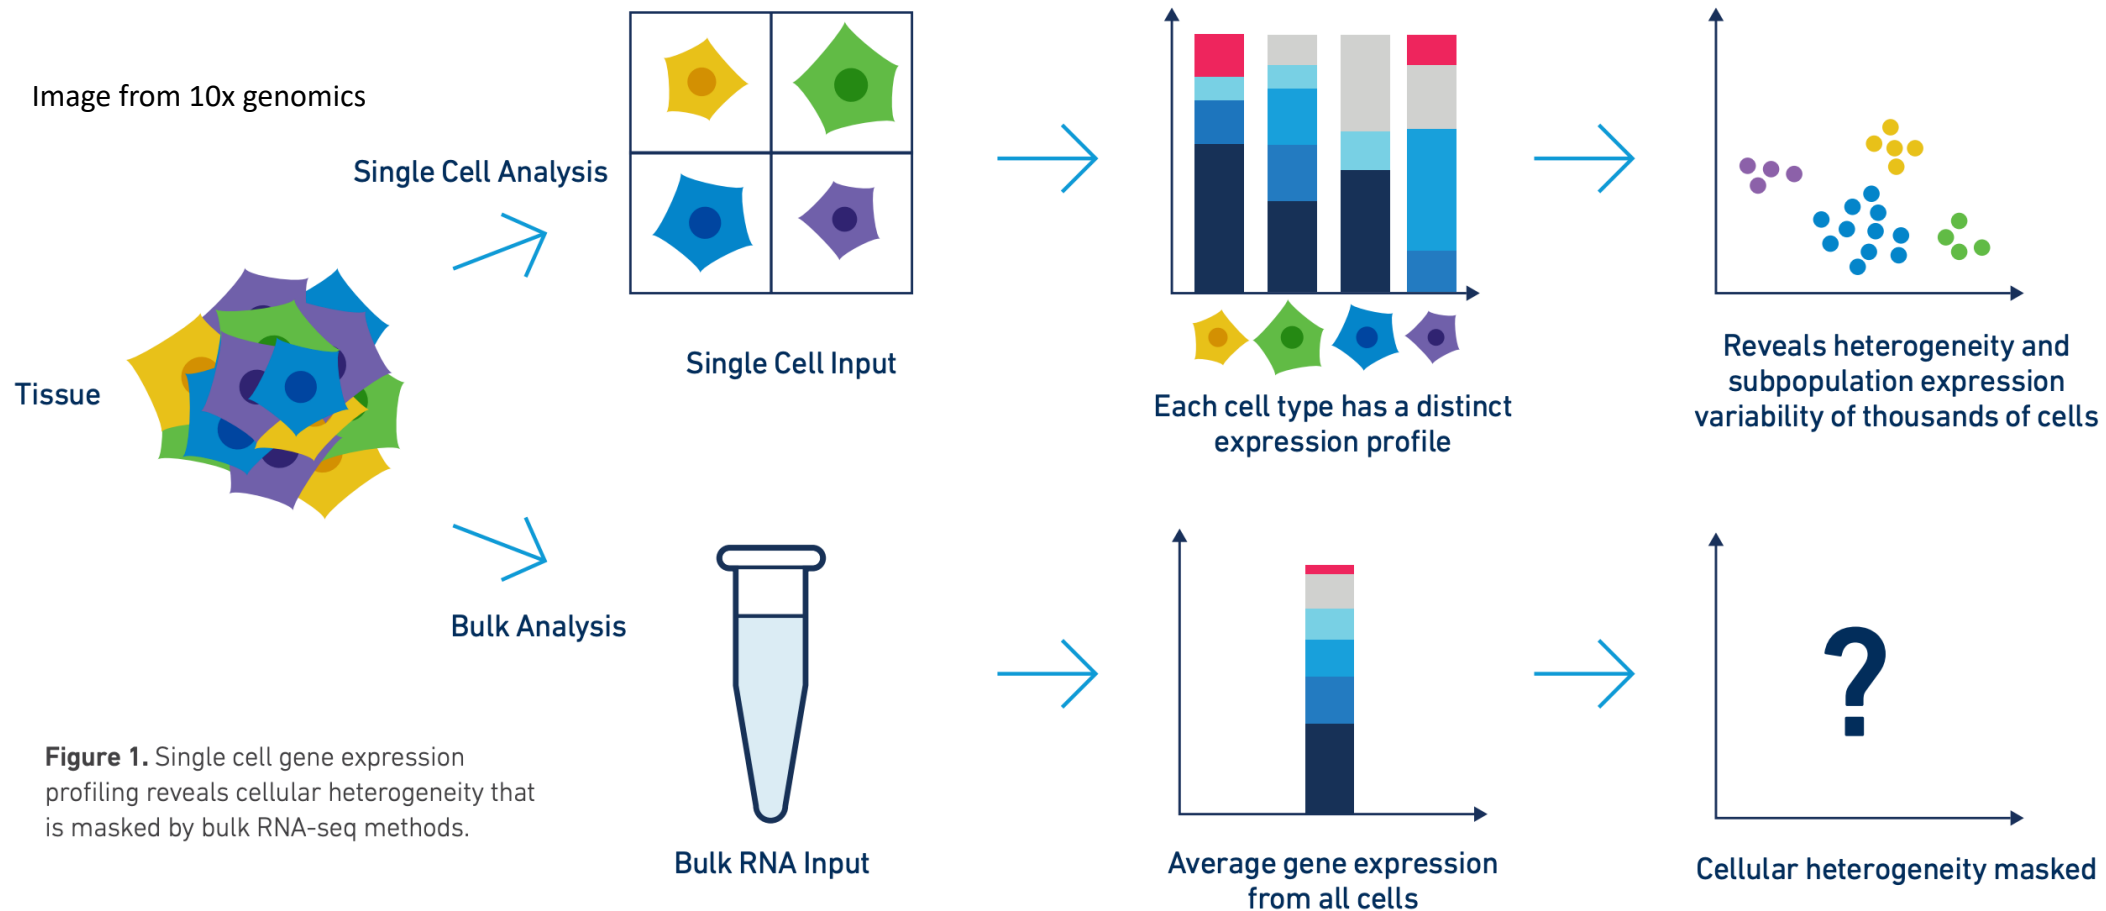 Image from 10x genomics
Single Cell Analysis
Single Cell Input
Each cell type has a distinct
expression profile
Reveals heterogeneity and
subpopulation expression
variability of thousands of cells
Tissue
Bulk Analysis
Bulk RNA Input
Average gene expression
from all cells
?
Cellular heterogeneity masked
Figure 1. Single cell gene expression
profiling reveals cellular heterogeneity that
is masked by bulk RNA-seq methods.